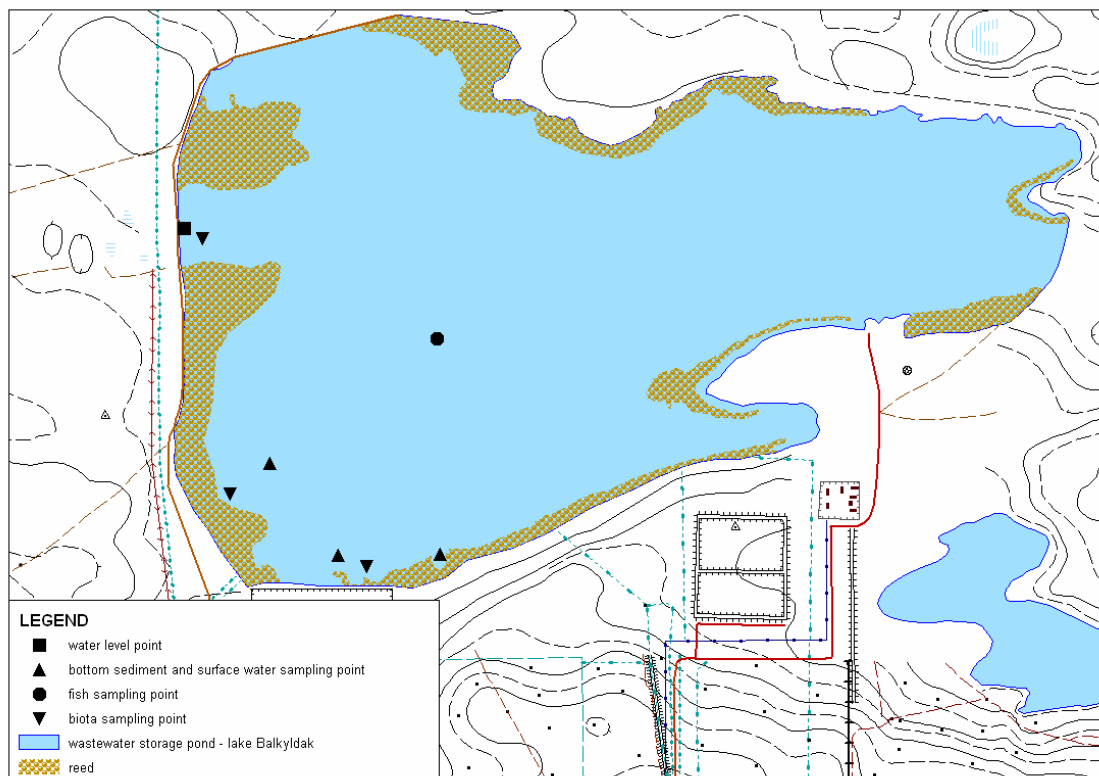 LEGEND
water level point
bottom sediment and surface water sampling point
fish sampling point
biota sampling point
wastewater storage pond - lake Balkyldak
reed